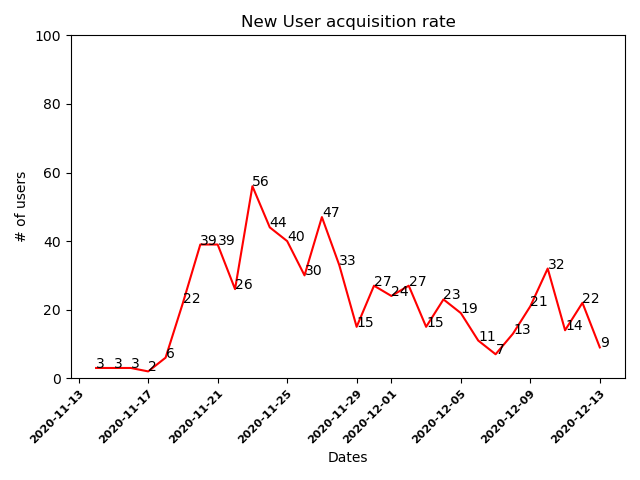 New User acquisition rate
100
80
60
40
20
0
# of users
3 3 3 2 6 22 39 39 26 56 44 40 30 47 33 15 27 24 27 15 23 19 11 7 13 21 32 14 22 9
2020-11-13 2020-11-17 2020-11-21 2020-11-25 2020-11-29 2020-12-01 2020-12-05 2020-12-09 2020-12-13
Dates